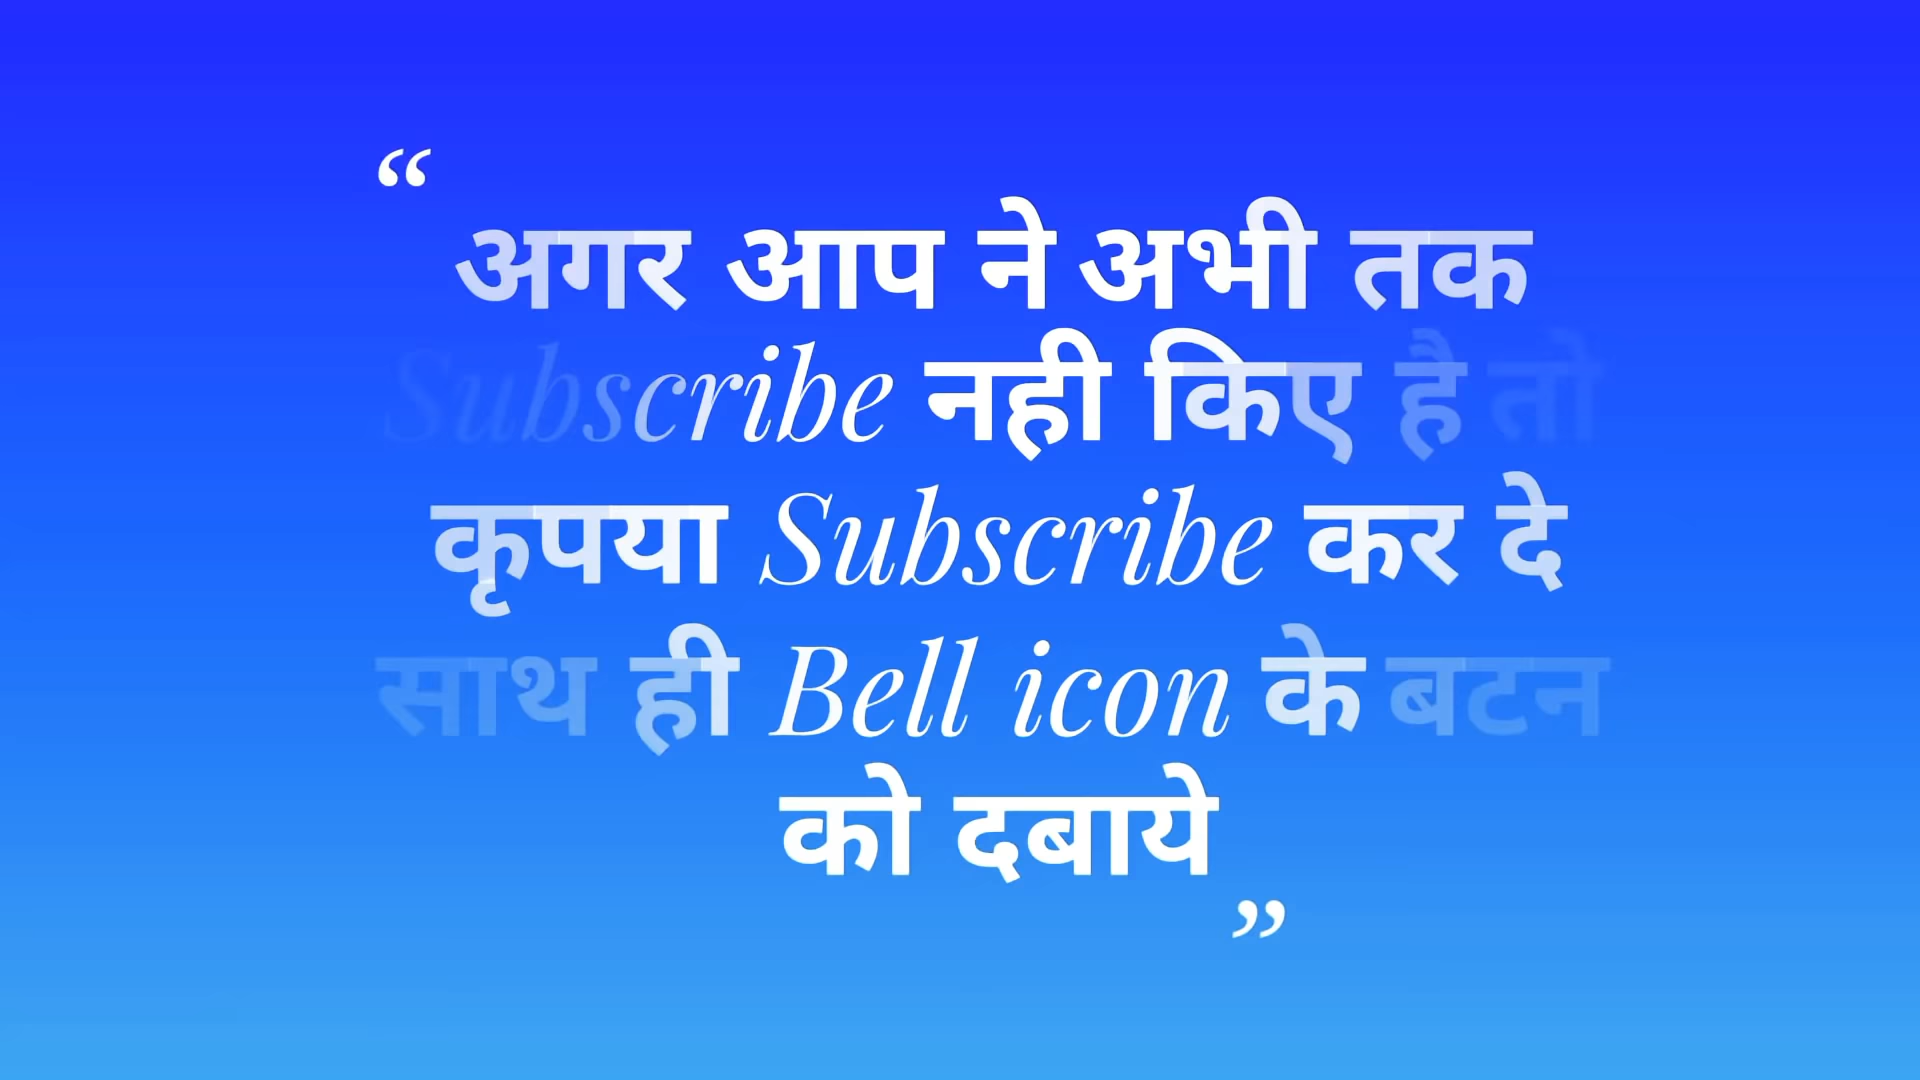 “
अगर आप ने अभी तक
Subscribe नही किए है तो
कृपया Subscribe कर दे
साथ ही Bell icon के बटन
को दबाये
”